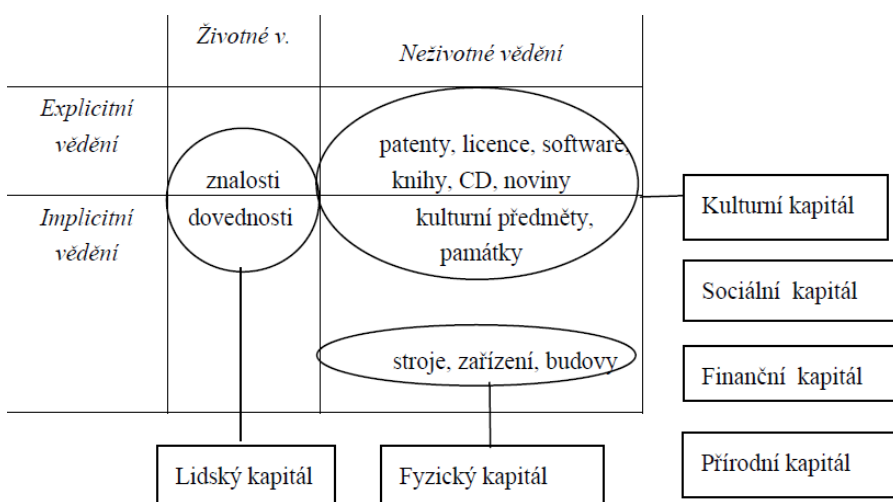 Životné v.
Neživotné vědění
Explicitní
vědění
patenty, licence, software,
znalosti
knihy, CD, noviny
Implicitní
vědění
dovednosti
kulturní předměty,
památky
stroje, zařízení, budovy
Kulturní kapitál
Sociální kapitál
Finanční kapitál
Přírodní kapitál
Lidský kapitál
Fyzický kapitál